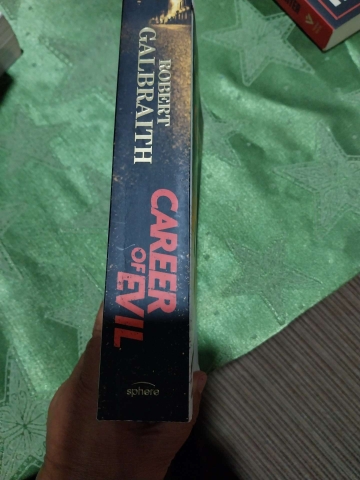 ROBERT
GALBRAITH
CAREER
OF
EVIL
sphere